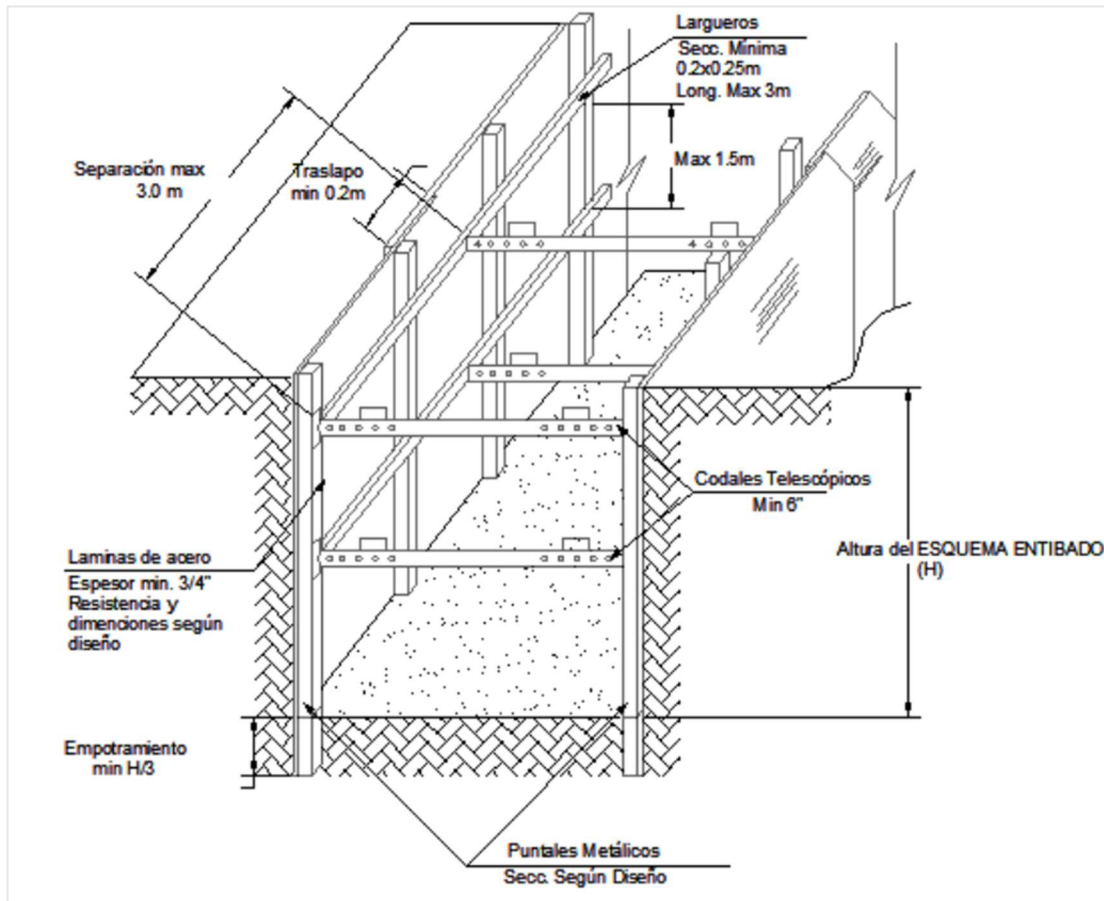 Largueros
Secc. Mínima
0.2x0.25m
Long. Max 3m
Separación max
3.0 m
Traslapo
min 0.2m
Max 1.5m
Codales Telescópicos
Min 6"
Altura del ESQUEMA ENTIBADO
(H)
Laminas de acero
Espesor min. 3/4"
Resistencia y
dimenciones según
diseño
Empotramiento
min H/3
Puntales Metálicos
Secc. Según Diseño